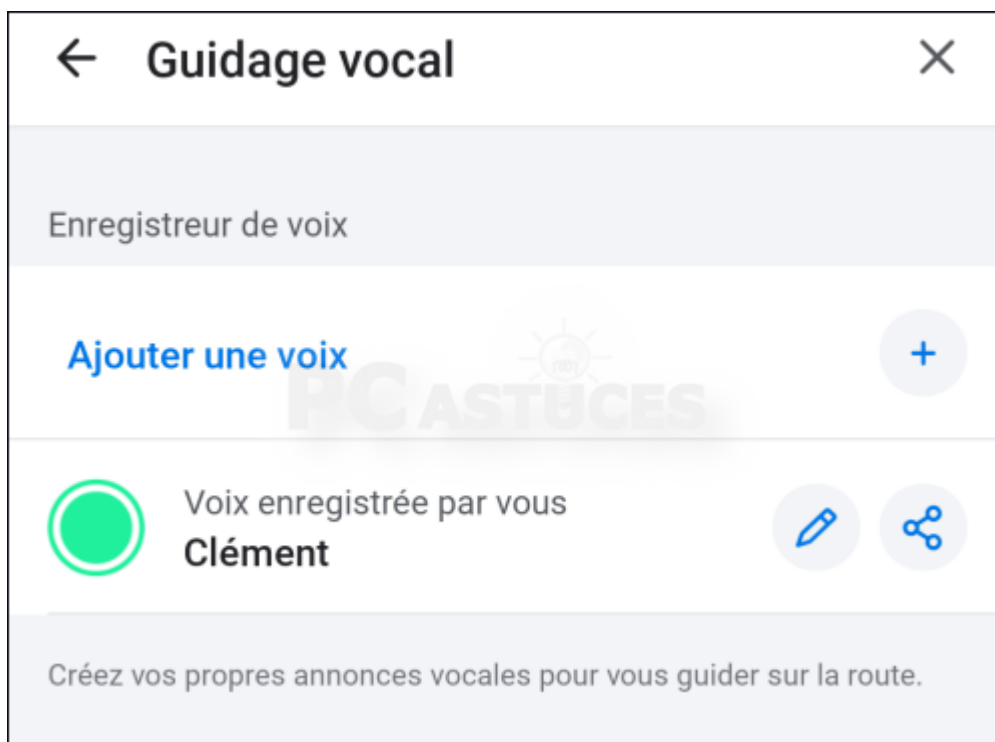 Guidage vocal
Enregistreur de voix
Ajouter une voix
PC ASTUCES
Voix enregistrée par vous
Clément
Créez vos propres annonces vocales pour vous guider sur la route.